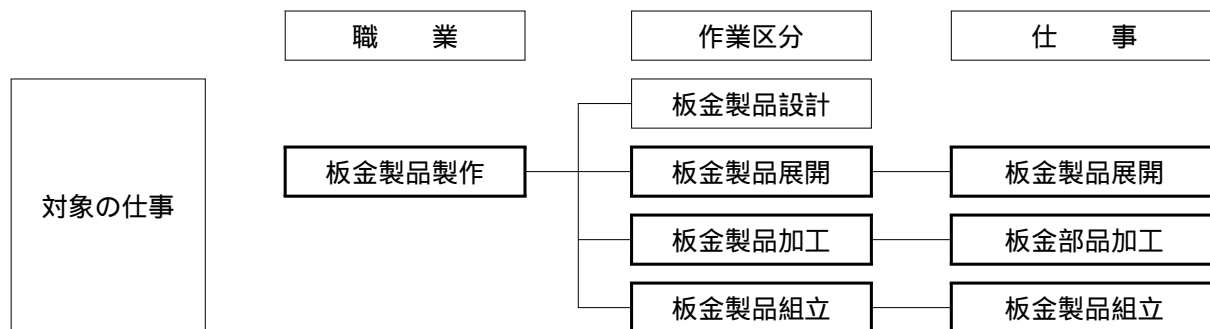 職　　業 作業区分 仕　　事
板金製品設計
板金製品製作 板金製品展開 板金製品展開
対象の仕事
板金製品加工 板金部品加工
板金製品組立 板金製品組立